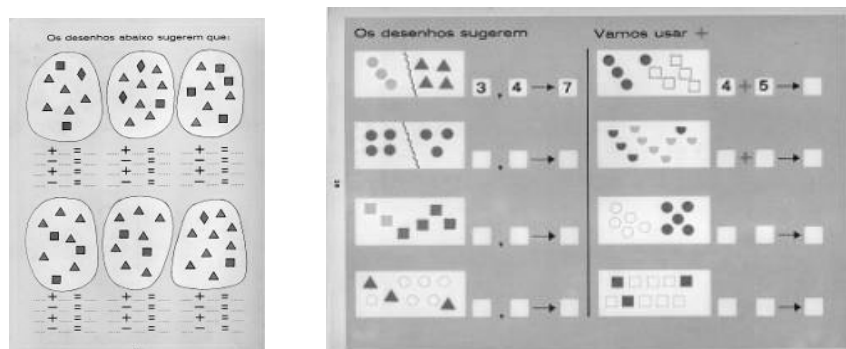 Os desenhos abaixo sugerem que:
+ = + = + =
− = − = − =
+ = + = + =
− = − = − =
+ = + = + =
− = − = − =
+ = + = + =
− = − = − =
Os desenhos sugerem
3 , 4 → 7
, →
, →
, →
Vamos usar +
4 + 5 → 
+ →
→
→